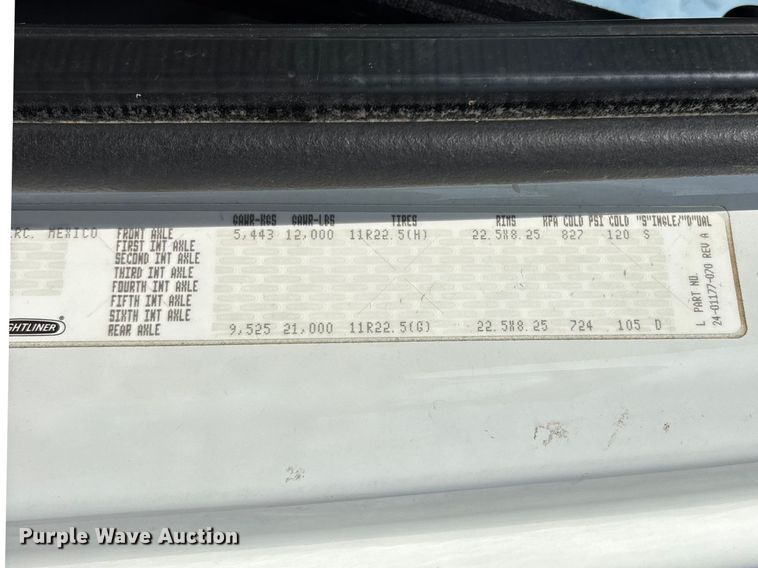 GAWR-KGS GAWR-LBS TIRES RIMS KPA COLD PSI COLD "S"INGLE/"D"UAL
ERC. MEXICO FRONT AXLE 5,443 12,000 11R22.5(H) 22.5X8.25 827 120 S
FIRST INT AXLE
SECOND INT AXLE
THIRD INT AXLE
FOURTH INT AXLE
FIFTH INT AXLE
SIXTH INT AXLE
GHTLINER REAR AXLE 9,525 21,000 11R22.5(G) 22.5X8.25 724 105 D
L PART NO.
24-01177-070 REV A
Purple Wave Auction